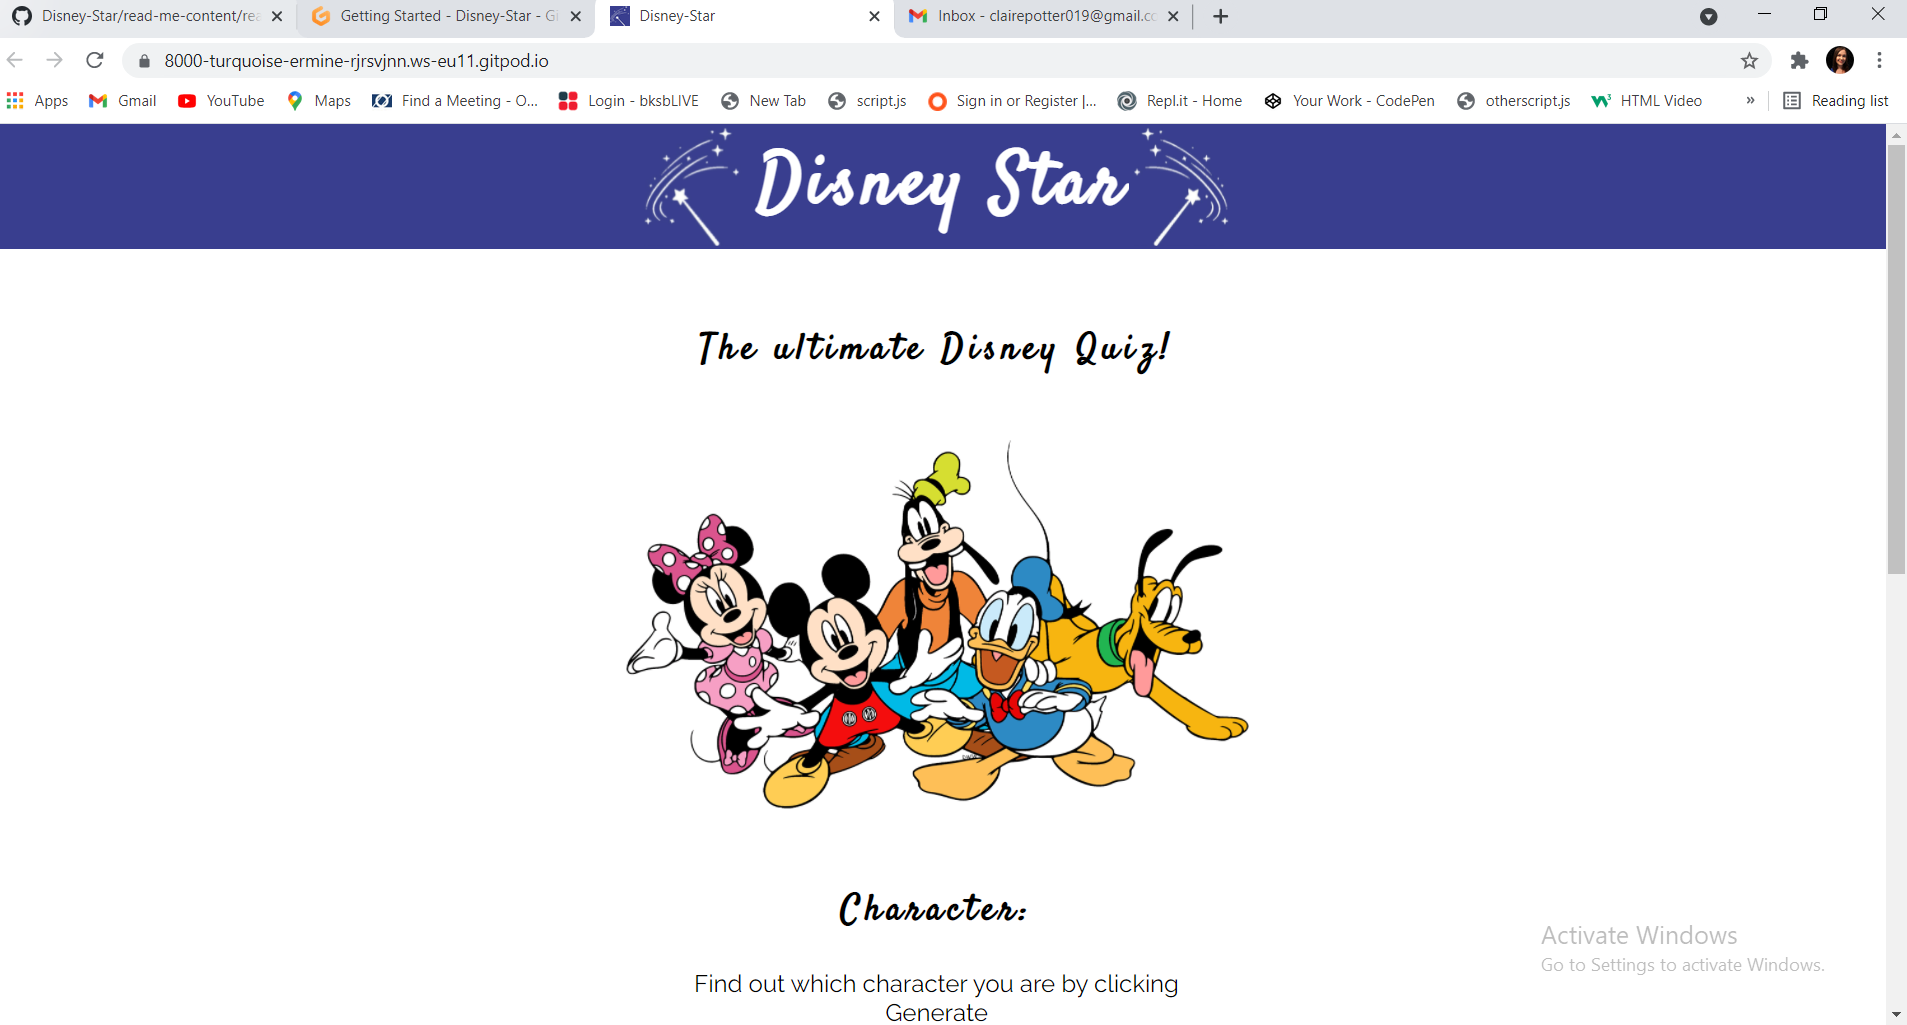 Disney-Star/read-me-content/rea
Getting Started - Disney-Star - Gi
Disney-Star
Inbox - clairepotter019@gmail.co
8000-turquoise-ermine-rjrsvjnn.ws-eu11.gitpod.io
Apps
Gmail
YouTube
Maps
Find a Meeting - O...
Login - bksbLIVE
New Tab
script.js
Sign in or Register |...
Repl.it - Home
Your Work - CodePen
otherscript.js
HTML Video
»
Reading list
Disney Star
The ultimate Disney Quiz!
Character:
Find out which character you are by clicking
Generate
Activate Windows
Go to Settings to activate Windows.